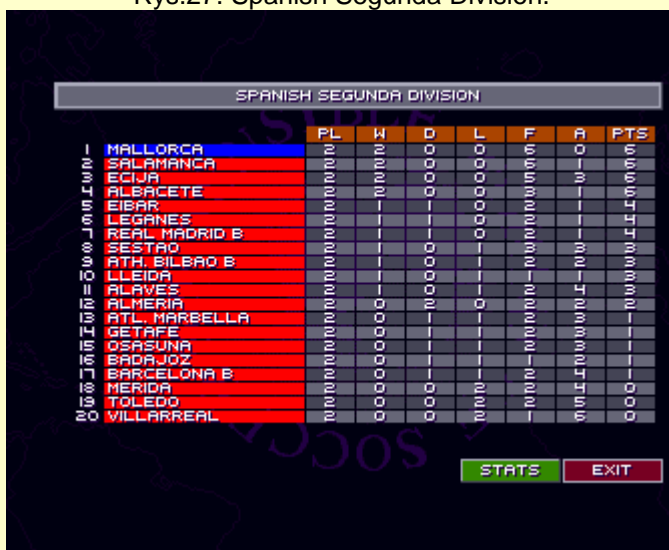 Rys.27. Spanish Segunda Division.
SPANISH SEGUNDA DIVISION
PL W D L F A PTS
1 MALLORCA 2 2 0 0 6 0 6
2 SALAMANCA 2 2 0 0 6 1 6
3 ECIJA 2 2 0 0 5 3 6
4 ALBACETE 2 2 0 0 3 1 6
5 EIBAR 2 1 1 0 2 1 4
6 LEGANES 2 1 1 0 2 1 4
7 REAL MADRID B 2 1 1 0 2 1 4
8 SESTAO 2 1 0 1 3 3 3
9 ATH. BILBAO B 2 1 0 1 2 2 3
10 LLEIDA 2 1 0 1 1 1 3
11 ALAVES 2 1 0 1 2 4 3
12 ALMERIA 2 0 2 0 2 2 2
13 ATL. MARBELLA 2 0 1 1 2 3 1
14 GETAFE 2 0 1 1 2 3 1
15 OSASUNA 2 0 1 1 2 3 1
16 BADAJOZ 2 0 1 1 1 2 1
17 BARCELONA B 2 0 1 1 2 4 1
18 MERIDA 2 0 0 2 2 4 0
19 TOLEDO 2 0 0 2 2 5 0
20 VILLARREAL 2 0 0 2 1 6 0
SOCCE
STATS EXIT